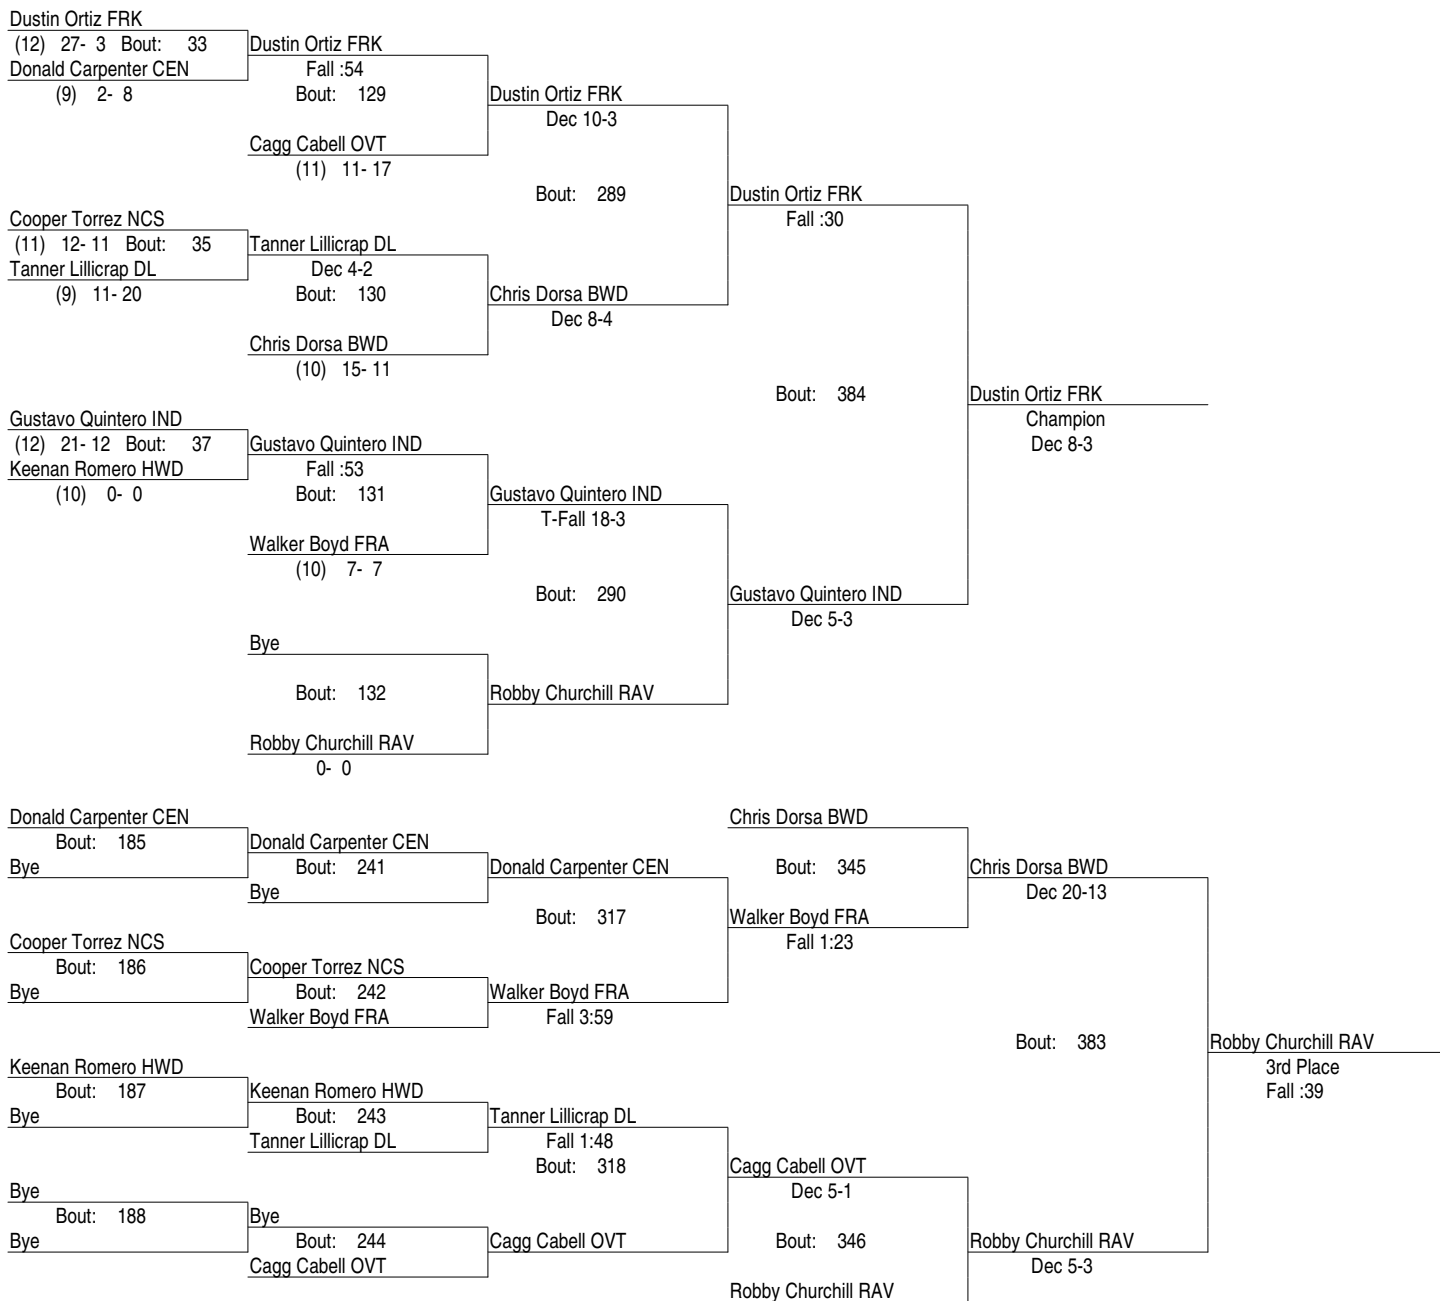 Dustin Ortiz FRK
(12) 27- 3 Bout: 33
Dustin Ortiz FRK
Donald Carpenter CEN
Fall :54
(9) 2- 8
Bout: 129
Dustin Ortiz FRK
Dec 10-3
Cagg Cabell OVT
(11) 11- 17
Bout: 289
Dustin Ortiz FRK
Fall :30
Cooper Torrez NCS
(11) 12- 11 Bout: 35
Tanner Lillicrap DL
Tanner Lillicrap DL
Dec 4-2
(9) 11- 20
Bout: 130
Chris Dorsa BWD
Dec 8-4
Chris Dorsa BWD
(10) 15- 11
Bout: 384
Dustin Ortiz FRK
Champion
Dec 8-3
Gustavo Quintero IND
(12) 21- 12 Bout: 37
Gustavo Quintero IND
Keenan Romero HWD
Fall :53
(10) 0- 0
Bout: 131
Gustavo Quintero IND
T-Fall 18-3
Walker Boyd FRA
(10) 7- 7
Bout: 290
Gustavo Quintero IND
Dec 5-3
Bye
Bout: 132
Robby Churchill RAV
Robby Churchill RAV
0- 0
Donald Carpenter CEN
Bout: 185
Donald Carpenter CEN
Bye
Bout: 241
Donald Carpenter CEN
Bye
Chris Dorsa BWD
Bout: 345
Chris Dorsa BWD
Dec 20-13
Bout: 317
Walker Boyd FRA
Fall 1:23
Cooper Torrez NCS
Bout: 186
Cooper Torrez NCS
Bye
Bout: 242
Walker Boyd FRA
Walker Boyd FRA
Fall 3:59
Bout: 383
Robby Churchill RAV
3rd Place
Fall :39
Keenan Romero HWD
Bout: 187
Keenan Romero HWD
Bye
Bout: 243
Tanner Lillicrap DL
Tanner Lillicrap DL
Fall 1:48
Bout: 318
Cagg Cabell OVT
Dec 5-1
Bye
Bout: 188
Bye
Bye
Bout: 244
Cagg Cabell OVT
Cagg Cabell OVT
Bout: 346
Robby Churchill RAV
Dec 5-3
Robby Churchill RAV